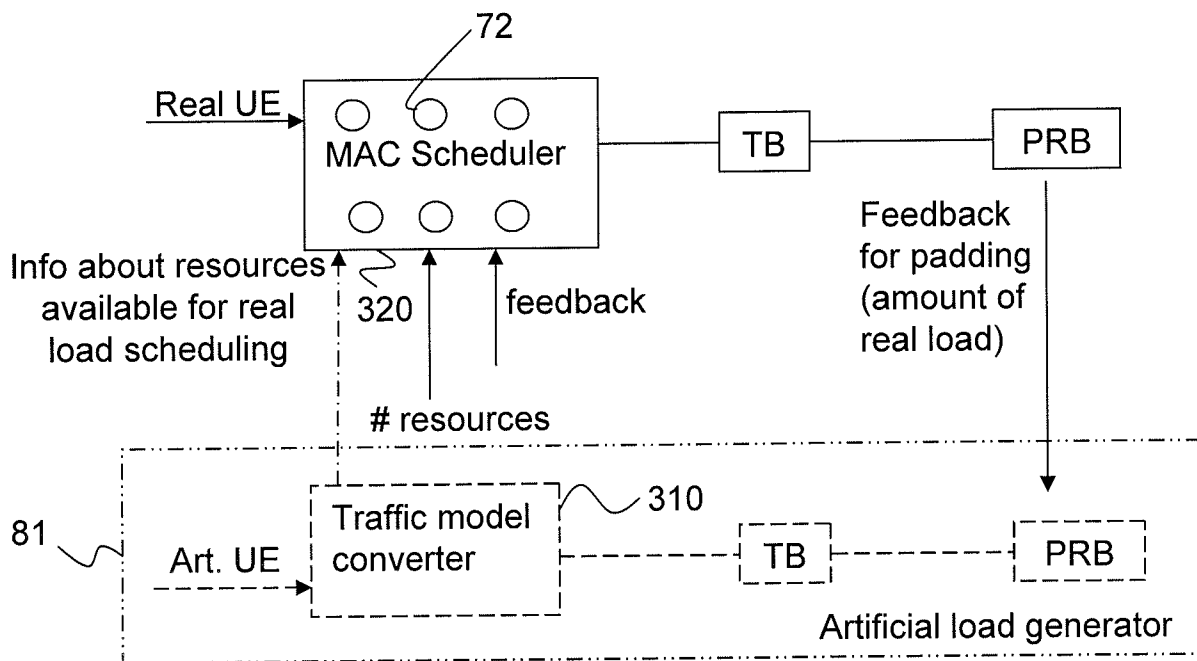 72
Real UE
MAC Scheduler
TB
PRB
Info about resources
available for real
load scheduling
320
feedback
# resources
Feedback
for padding
(amount of
real load)
81
Art. UE
Traffic model
converter
310
TB
PRB
Artificial load generator